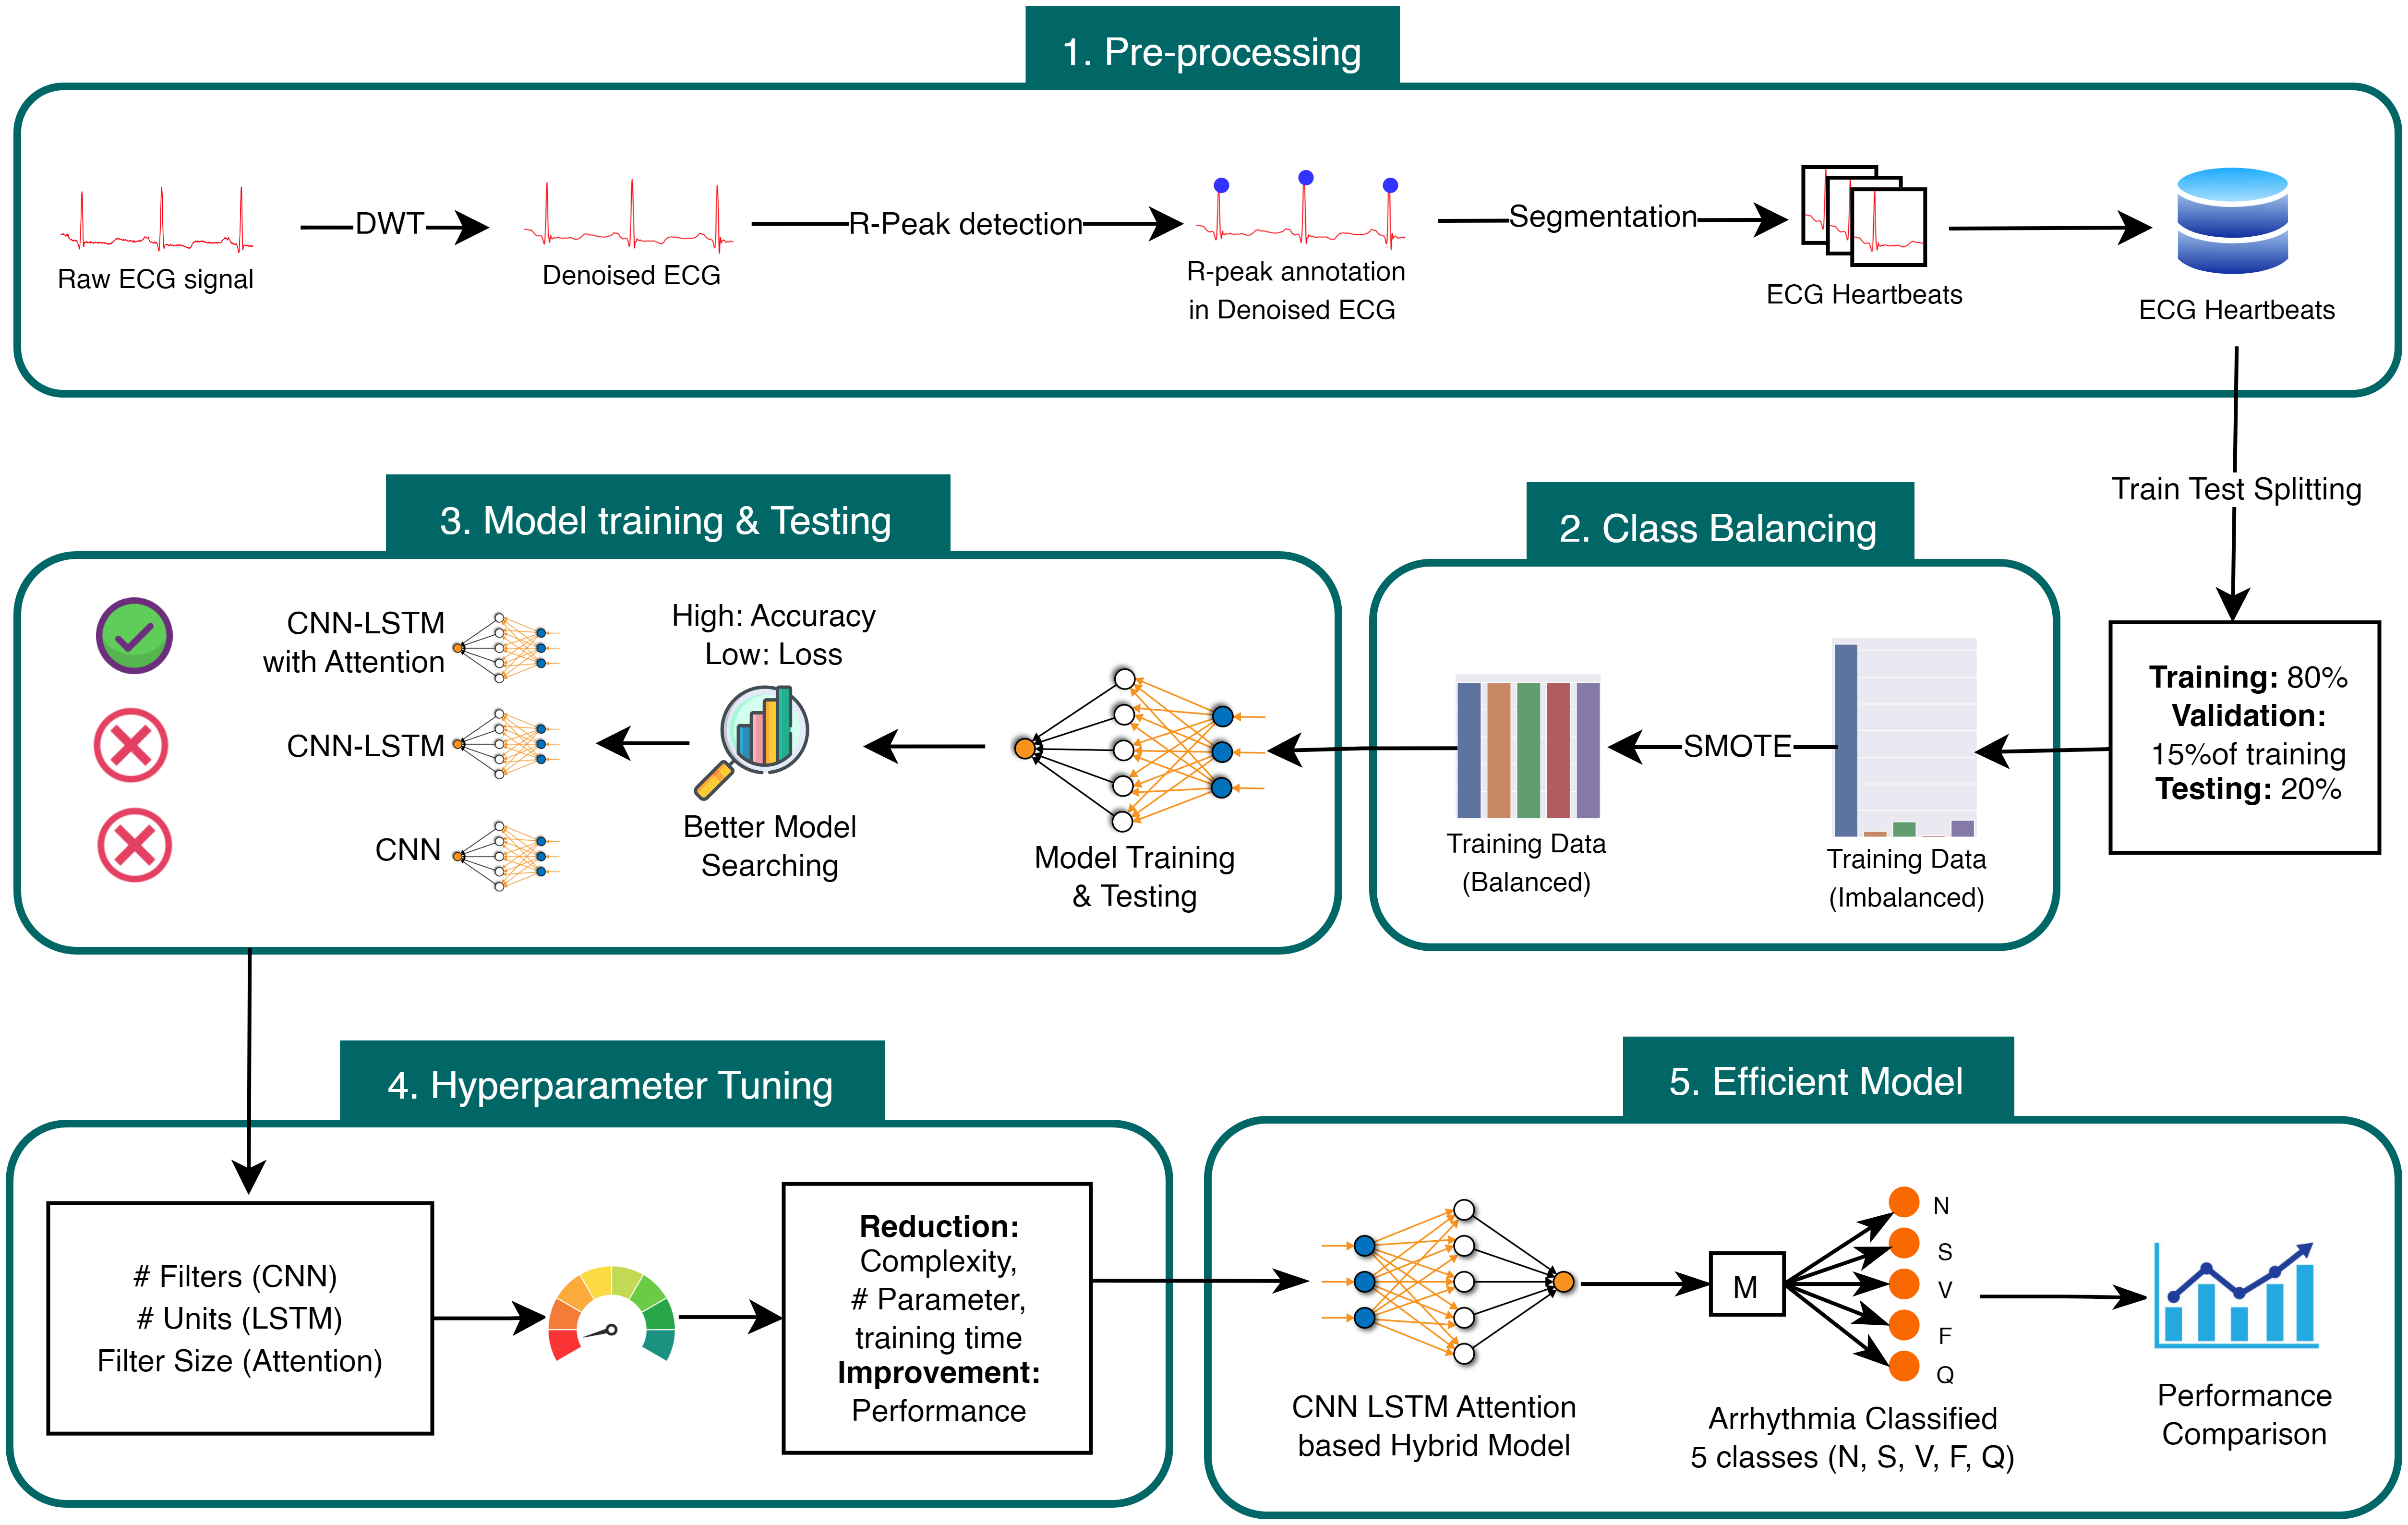 1. Pre-processing
Raw ECG signal
DWT
Denoised ECG
R-Peak detection
R-peak annotation
in Denoised ECG
Segmentation
ECG Heartbeats
ECG Heartbeats
Train Test Splitting
Training: 80%
Validation:
15%of training
Testing: 20%
2. Class Balancing
Training Data
(Imbalanced)
SMOTE
Training Data
(Balanced)
3. Model training & Testing
Model Training
& Testing
High: Accuracy
Low: Loss
Better Model
Searching
CNN-LSTM
with Attention
CNN-LSTM
CNN
4. Hyperparameter Tuning
# Filters (CNN)
# Units (LSTM)
Filter Size (Attention)
Reduction:
Complexity,
# Parameter,
training time
Improvement:
Performance
5. Efficient Model
CNN LSTM Attention
based Hybrid Model
M
N
S
V
F
Q
Arrhythmia Classified
5 classes (N, S, V, F, Q)
Performance
Comparison